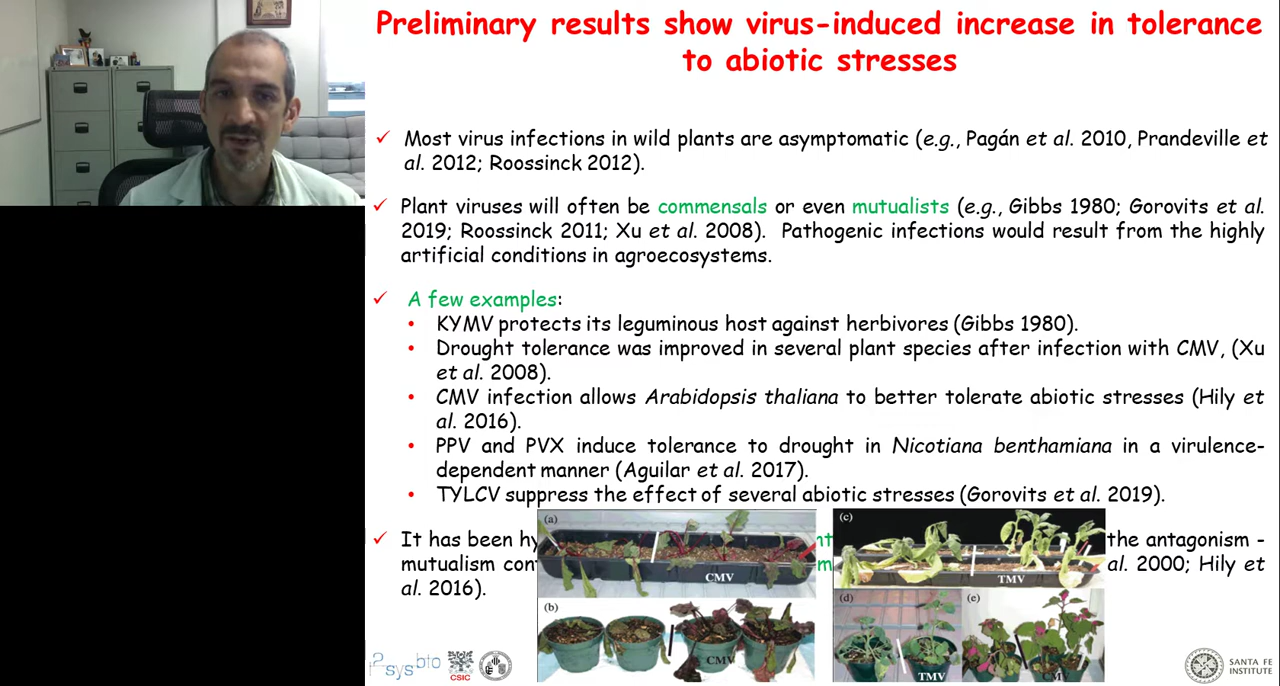 Preliminary results show virus-induced increase in tolerance
to abiotic stresses
✓ Most virus infections in wild plants are asymptomatic (e.g., Pagán et al. 2010, Prandeville et
al. 2012; Roossinck 2012).
✓ Plant viruses will often be commensals or even mutualists (e.g., Gibbs 1980; Gorovits et al.
2019; Roossinck 2011; Xu et al. 2008). Pathogenic infections would result from the highly
artificial conditions in agroecosystems.
✓ A few examples:
• KYMV protects its leguminous host against herbivores (Gibbs 1980).
• Drought tolerance was improved in several plant species after infection with CMV, (Xu
et al. 2008).
• CMV infection allows Arabidopsis thaliana to better tolerate abiotic stresses (Hily et
al. 2016).
• PPV and PVX induce tolerance to drought in Nicotiana benthamiana in a virulence-
dependent manner (Aguilar et al. 2017).
• TYLCV suppress the effect of several abiotic stresses (Gorovits et al. 2019).
✓ It has been the antagonism -
mutualism al. 2000; Hily et
al. 2016).
(a)
CMV
(b)
CMV
(c)
TMV
(d)
TMV
(e)
CMV
i2sysbio
CSIC
SANTA FE
INSTITUTE